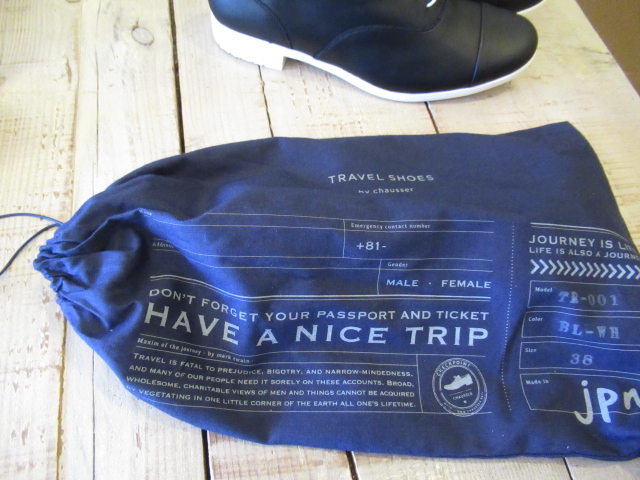 TRAVEL SHOES
by chausser
Emergency contact number
+81-
Address
Gender
MALE · FEMALE
DON'T FORGET YOUR PASSPORT AND TICKET
HAVE A NICE TRIP
Maxim of the journey - by mark twain -
TRAVEL IS FATAL TO PREJUDICE, BIGOTRY, AND NARROW-MINDEDNESS,
AND MANY OF OUR PEOPLE NEED IT SORELY ON THESE ACCOUNTS. BROAD,
WHOLESOME, CHARITABLE VIEWS OF MEN AND THINGS CANNOT BE ACQUIRED
BY VEGETATING IN ONE LITTLE CORNER OF THE EARTH ALL ONE'S LIFETIME.
CHECKPOINT
CHAUSSER
JOURNEY IS
LIFE IS ALSO A
Model
TR-001
Color
BL-WH
Size
38
Made in
jpn